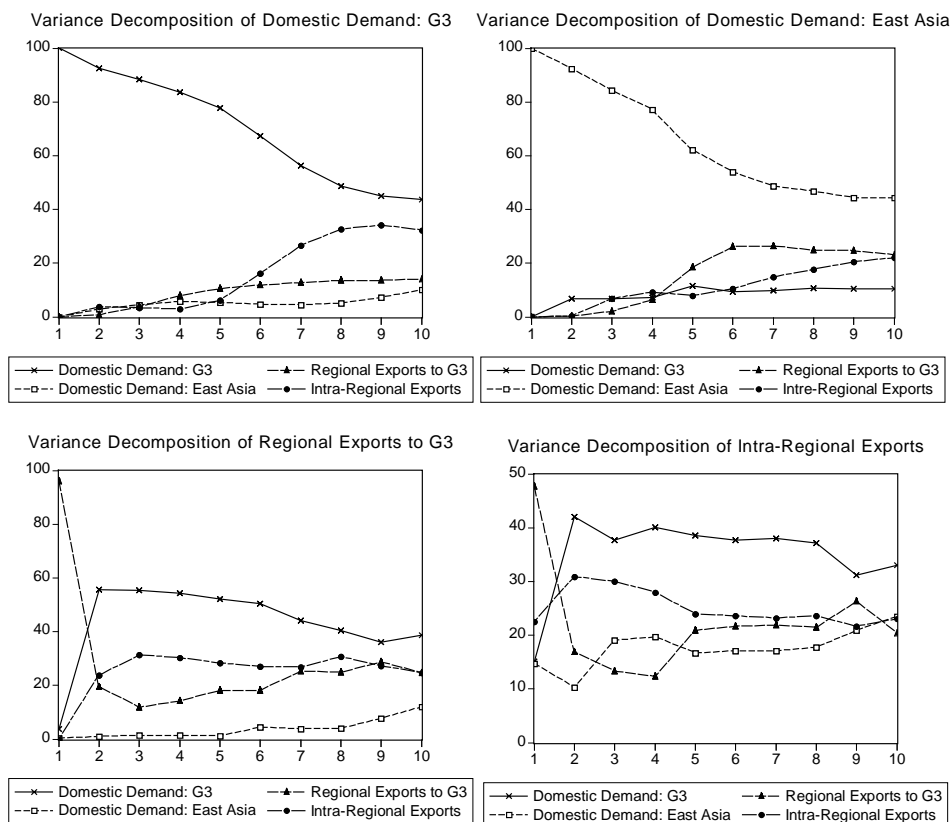 Variance Decomposition of Domestic Demand: G3
100
80
60
40
20
0
1 2 3 4 5 6 7 8 9 10
Domestic Demand: G3 Regional Exports to G3
Domestic Demand: East Asia Intra-Regional Exports
Variance Decomposition of Domestic Demand: East Asia
100
80
60
40
20
0
1 2 3 4 5 6 7 8 9 10
Domestic Demand: G3 Regional Exports to G3
Domestic Demand: East Asia Intre-Regional Exports
Variance Decomposition of Regional Exports to G3
100
80
60
40
20
0
1 2 3 4 5 6 7 8 9 10
Domestic Demand: G3 Regional Exports to G3
Domestic Demand: East Asia Intra-Regional Exports
Variance Decomposition of Intra-Regional Exports
50
40
30
20
10
0
1 2 3 4 5 6 7 8 9 10
Domestic Demand: G3 Regional Exports to G3
Domestic Demand: East Asia Intra-Regional Exports